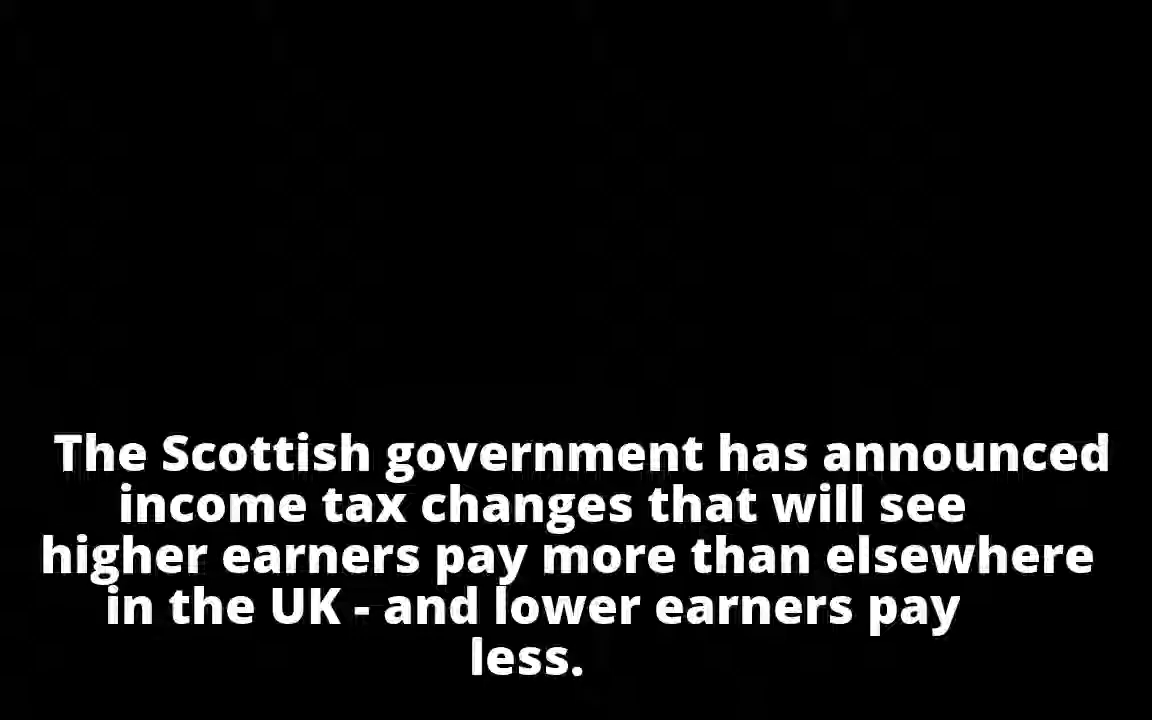 The Scottish government has announced
income tax changes that will see
higher earners pay more than elsewhere
in the UK - and lower earners pay
less.